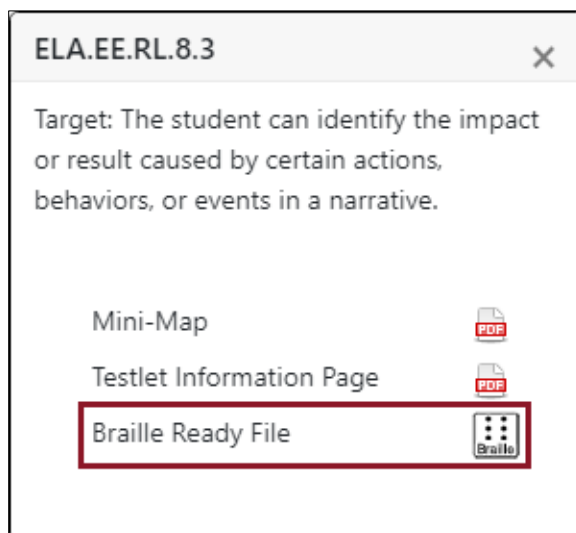 ELA.EE.RL.8.3 ×
Target: The student can identify the impact
or result caused by certain actions,
behaviors, or events in a narrative.
Mini-Map PDF
Testlet Information Page PDF
Braille Ready File Braille